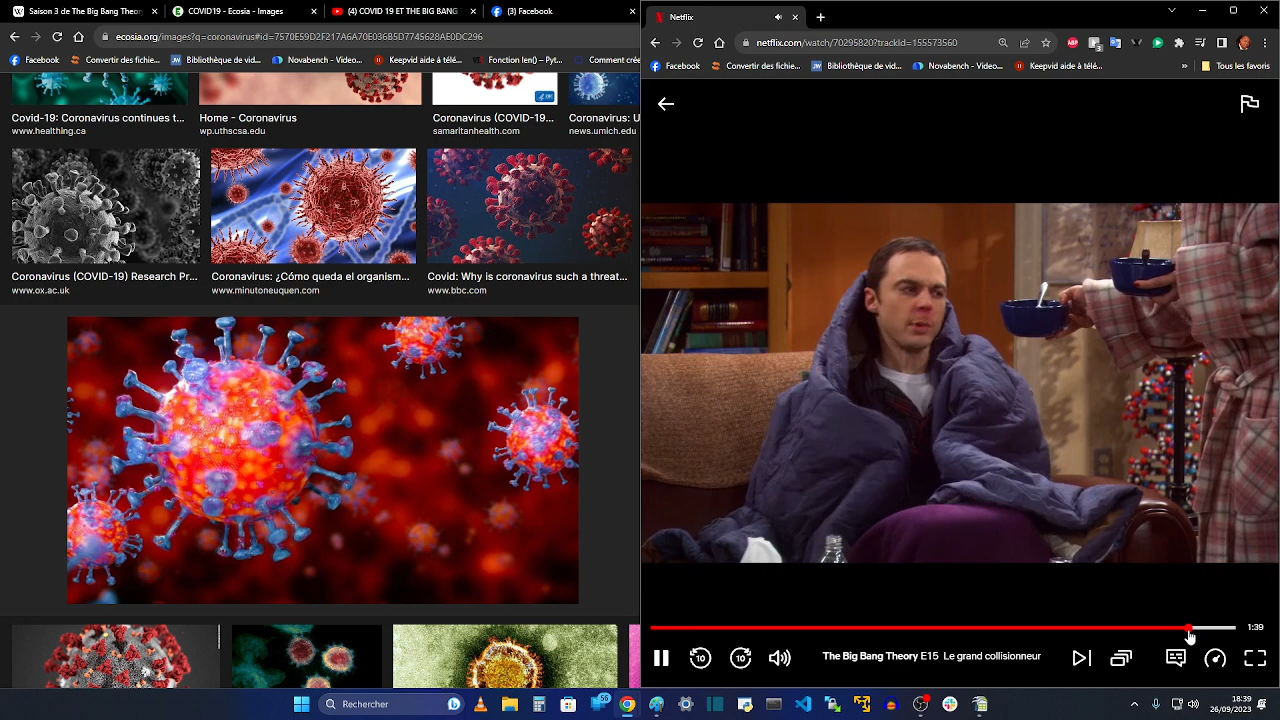 Saison 3 de The Big Bang Theory
COVID19 - Ecosia - Images
(4) COVID 19 ET THE BIG BANG
(3) Facebook
ecosia.org/images?q=coronavirus#id=7570E59D2F217A6A70E036B5D7745628AE0DC296
Facebook
Convertir des fichie...
Bibliothèque de vid...
Novabench - Video...
Keepvid aide à télé...
Fonction len() – Pyt...
Comment crée
Covid-19: Coronavirus continues t...
www.healthing.ca
Home - Coronavirus
wp.uthscsa.edu
Coronavirus (COVID-19...
samaritanhealth.com
Coronavirus: U
news.umich.edu
Coronavirus (COVID-19) Research Pr...
www.ox.ac.uk
Coronavirus: ¿Cómo queda el organism...
www.minutoneuquen.com
Covid: Why is coronavirus such a threat...
www.bbc.com
Netflix
netflix.com/watch/70295820?trackId=155573560
Facebook
Convertir des fichie...
Bibliothèque de vid...
Novabench - Video...
Keepvid aide à télé...
»
Tous les favoris
1:39
10
10
The Big Bang Theory E15 Le grand collisionneur
Rechercher
56
18:39
26/09/2023